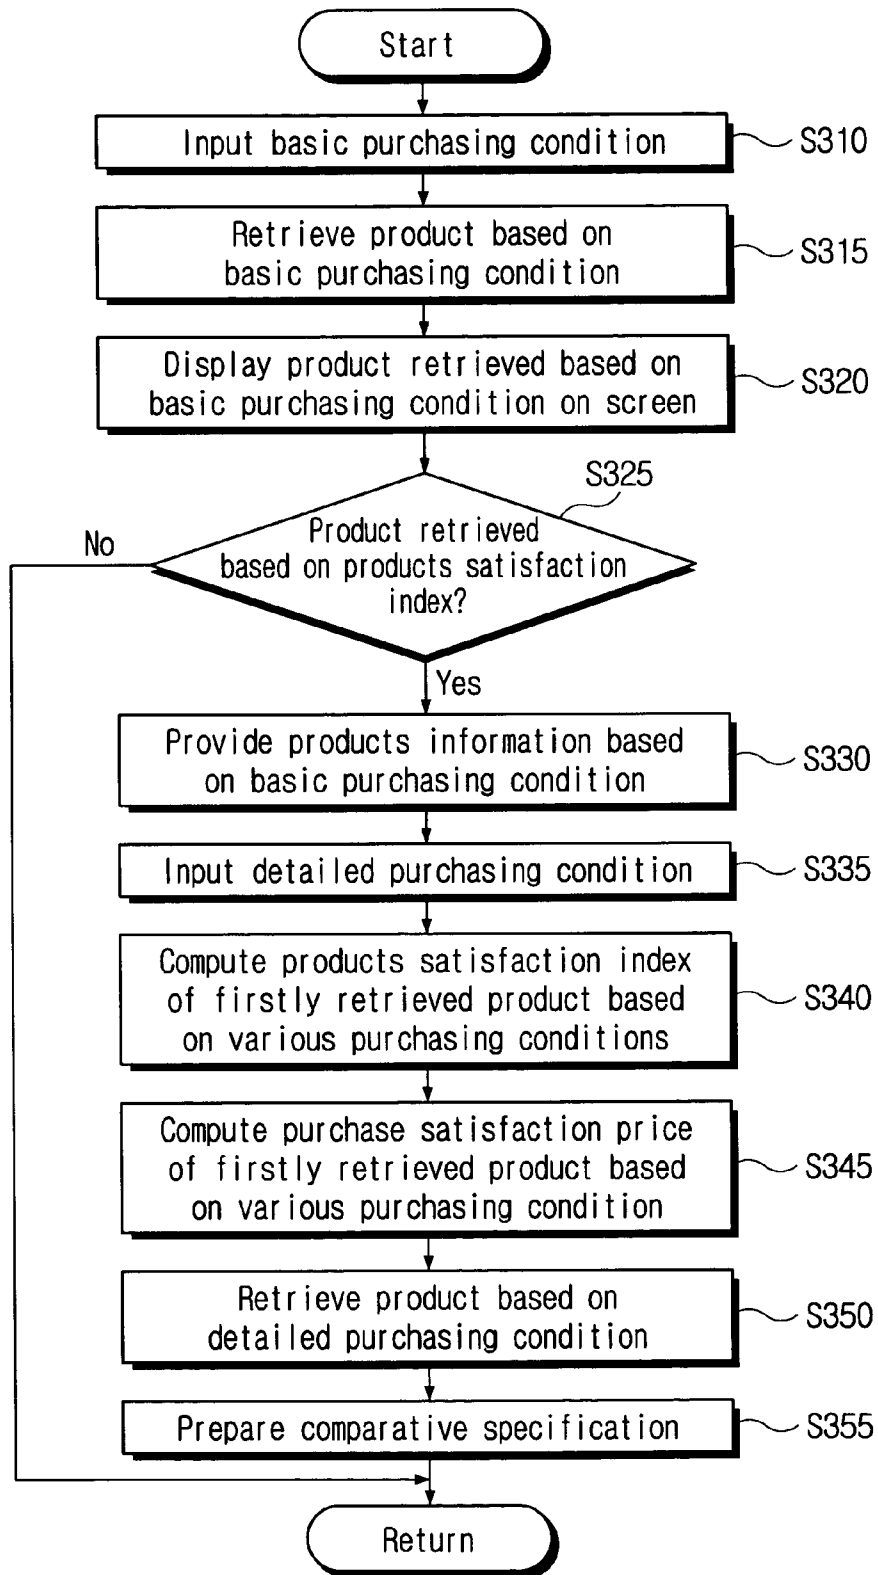 Start
Input basic purchasing condition
S310
Retrieve product based on
basic purchasing condition
S315
Display product retrieved based on
basic purchasing condition on screen
S320
S325
Product retrieved
based on products satisfaction
index?
No
Yes
Provide products information based
on basic purchasing condition
S330
Input detailed purchasing condition
S335
Compute products satisfaction index
of firstly retrieved product based
on various purchasing conditions
S340
Compute purchase satisfaction price
of firstly retrieved product based
on various purchasing condition
S345
Retrieve product based on
detailed purchasing condition
S350
Prepare comparative specification
S355
Return